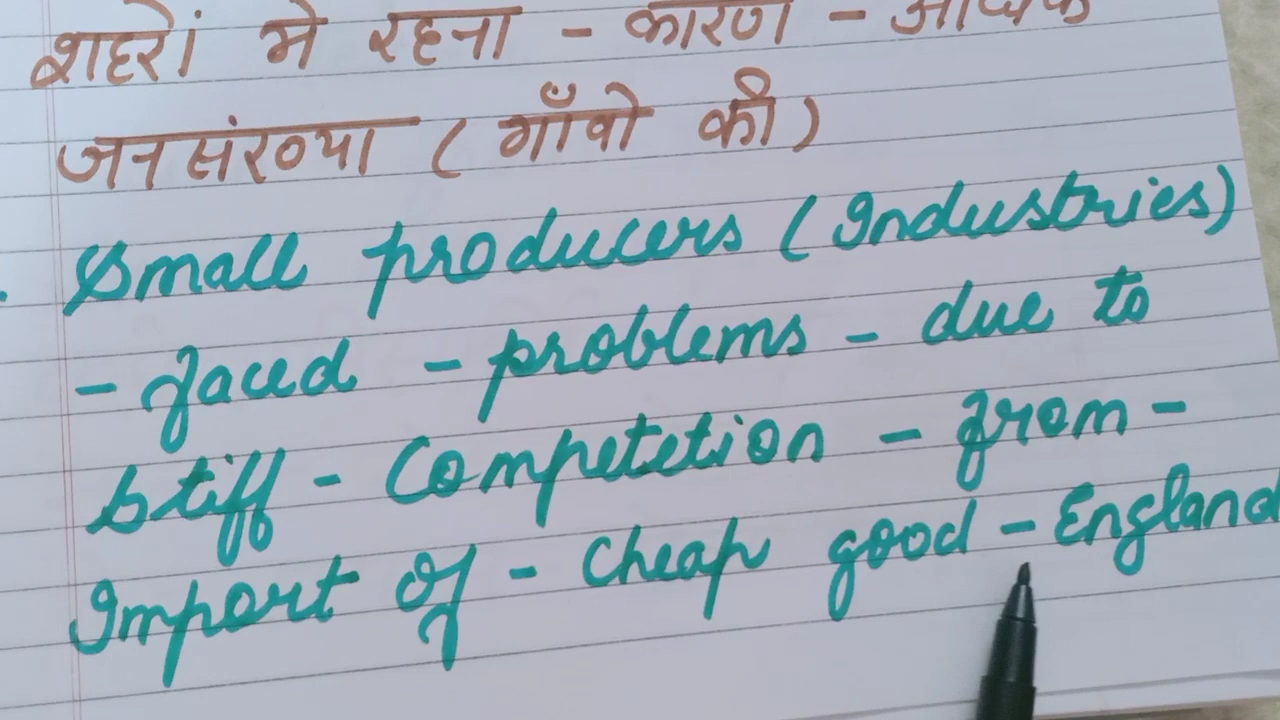 शहरों मे रहना - कारण - अधिक
जनसंख्या (गाँवो की)
. Small producers (Industries)
- faced - problems - due to
stiff - Competetion - from -
Import of - Cheap good - England